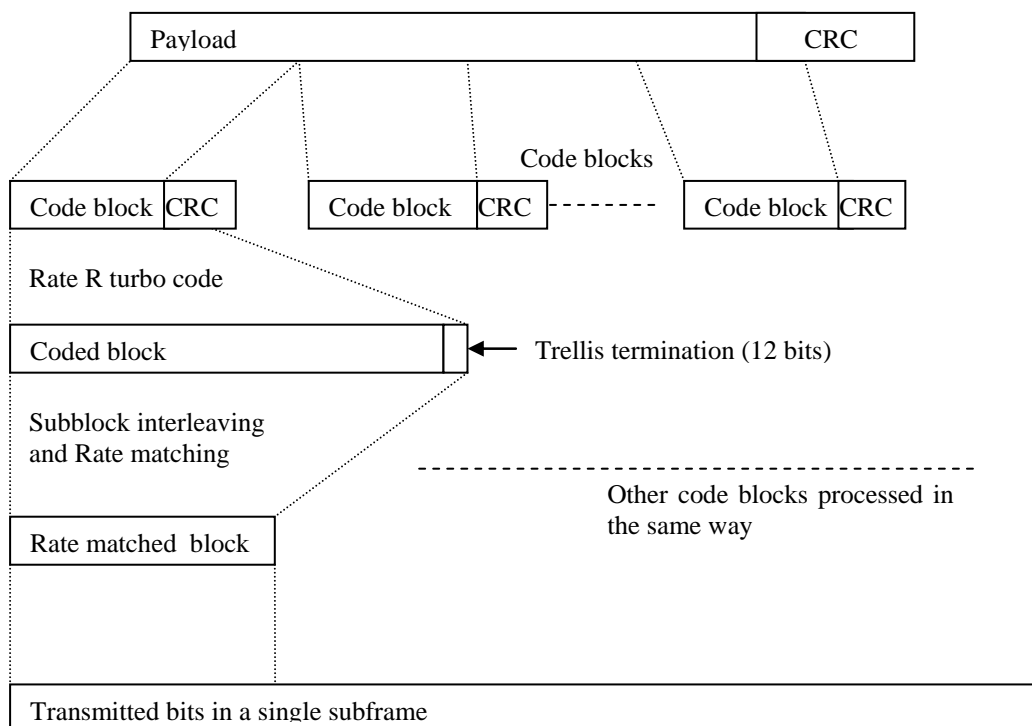 Payload CRC
Code blocks
Code block CRC Code block CRC Code block CRC
Rate R turbo code
Coded block
Trellis termination (12 bits)
Subblock interleaving
and Rate matching
Other code blocks processed in
the same way
Rate matched block
Transmitted bits in a single subframe